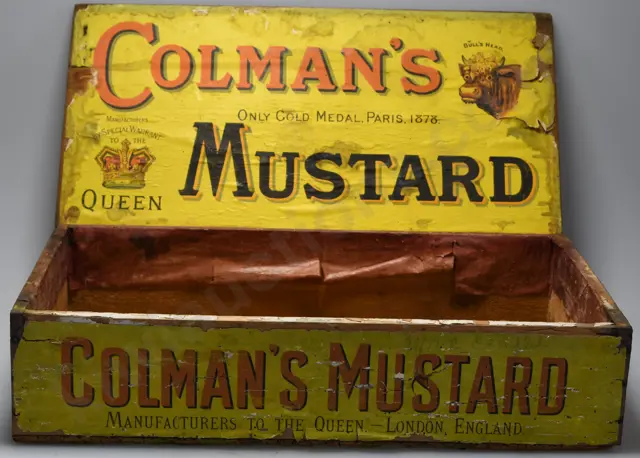 COLMAN'S
BULL'S HEAD
ONLY GOLD MEDAL, PARIS, 1878.
MANUFACTURERS
SPECIAL WARRANT
TO THE
QUEEN
MUSTARD
COLMAN'S MUSTARD
MANUFACTURERS TO THE QUEEN.—LONDON, ENGLAND